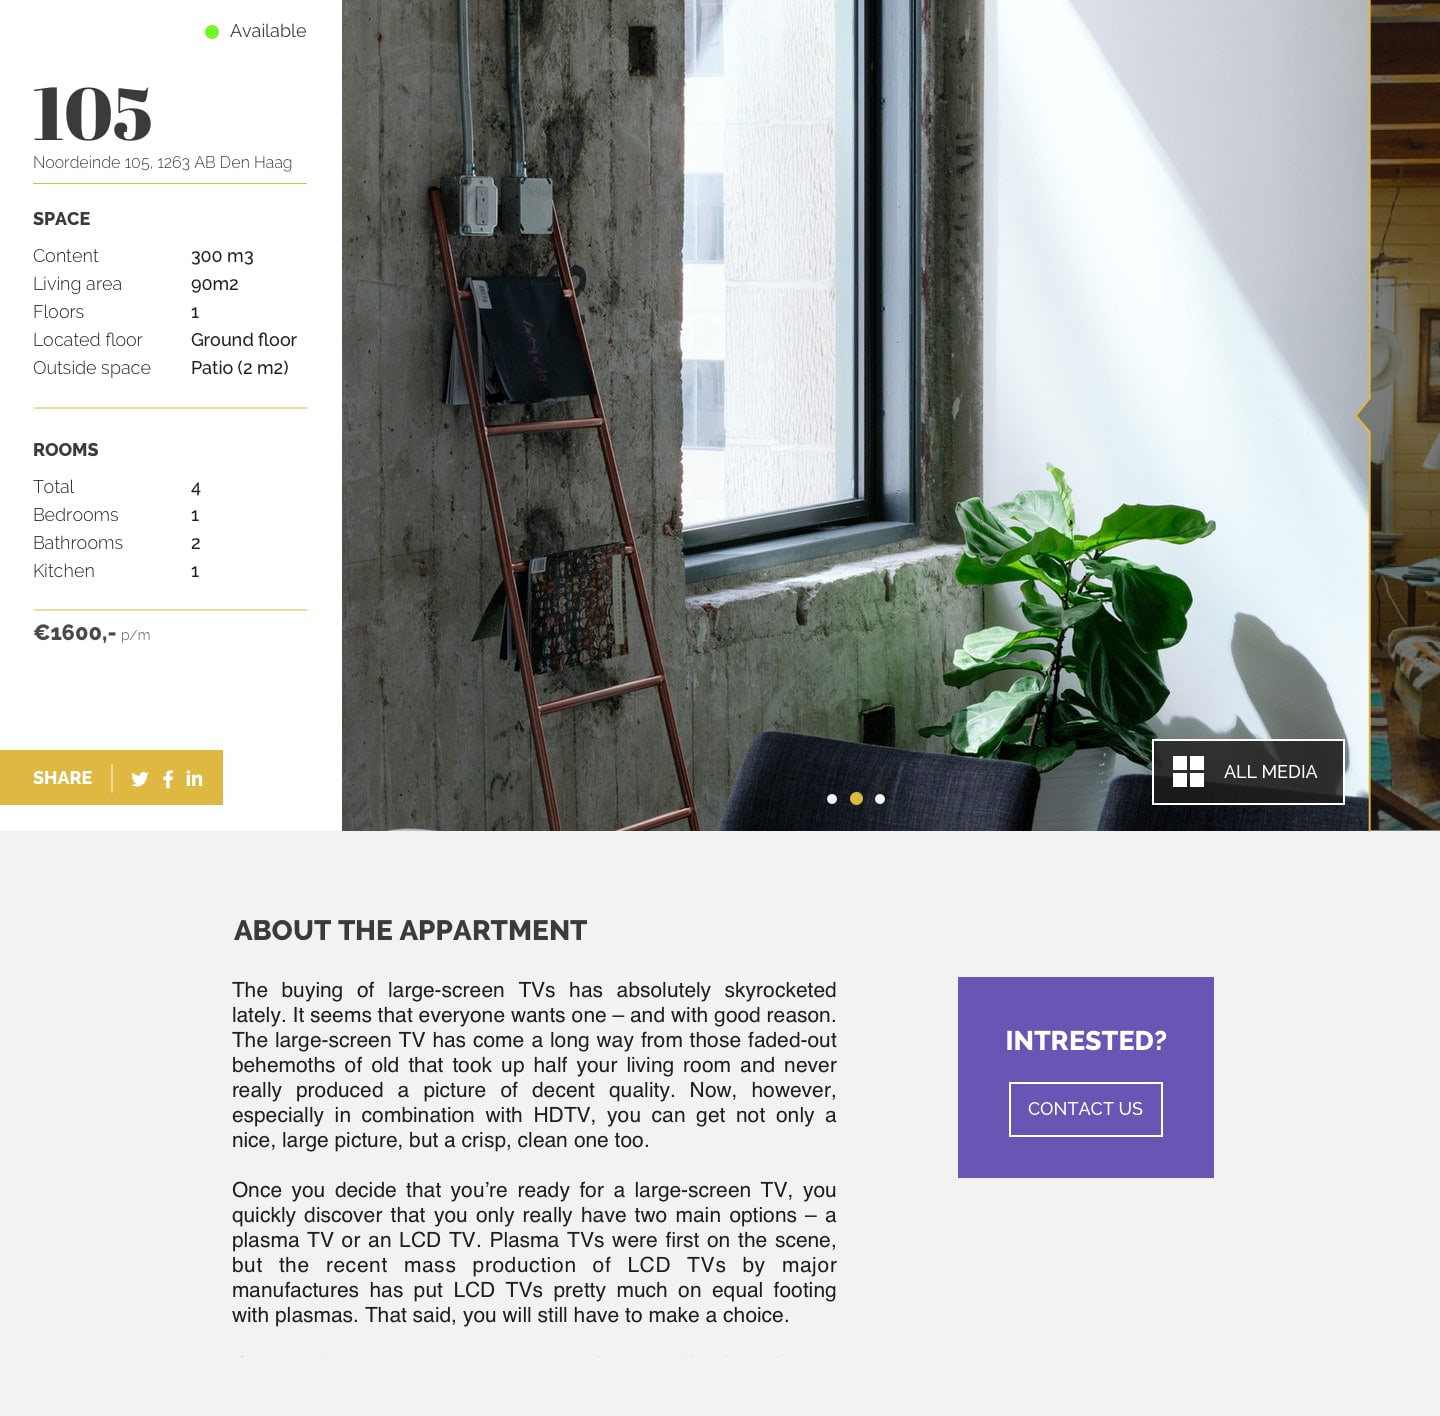 Available
105
Noordeinde 105, 1263 AB Den Haag
SPACE
Content 300 m3
Living area 90m2
Floors 1
Located floor Ground floor
Outside space Patio (2 m2)
ROOMS
Total 4
Bedrooms 1
Bathrooms 2
Kitchen 1
€1600,- p/m
SHARE
ALL MEDIA
ABOUT THE APPARTMENT
The buying of large-screen TVs has absolutely skyrocketed
lately. It seems that everyone wants one – and with good reason.
The large-screen TV has come a long way from those faded-out
behemoths of old that took up half your living room and never
really produced a picture of decent quality. Now, however,
especially in combination with HDTV, you can get not only a
nice, large picture, but a crisp, clean one too.
Once you decide that you’re ready for a large-screen TV, you
quickly discover that you only really have two main options – a
plasma TV or an LCD TV. Plasma TVs were first on the scene,
but the recent mass production of LCD TVs by major
manufactures has put LCD TVs pretty much on equal footing
with plasmas. That said, you will still have to make a choice.
INTRESTED?
CONTACT US